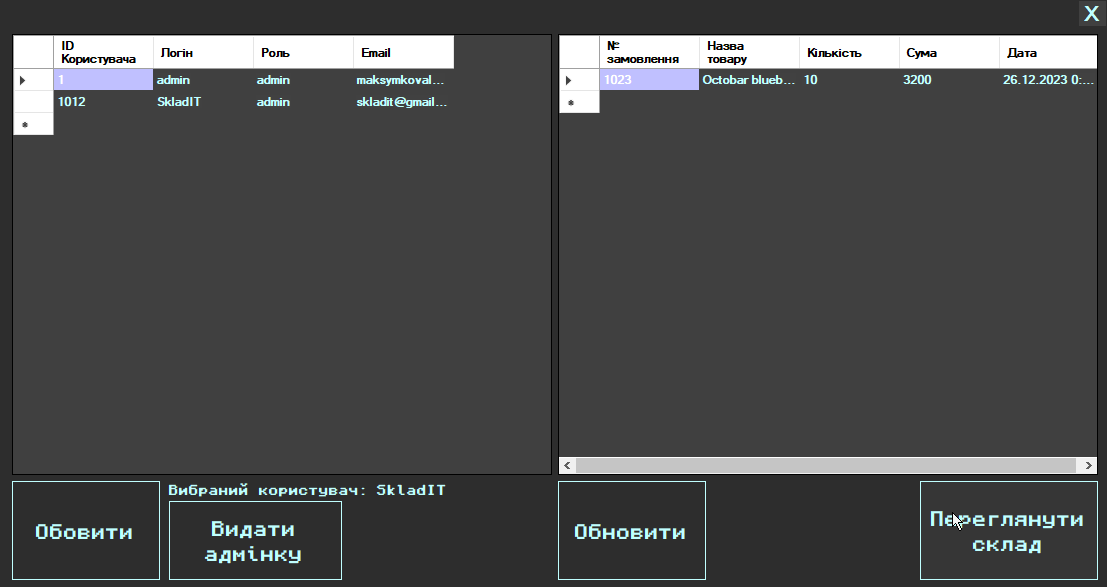 X
ID Користувача Логін Роль Email
1 admin admin maksymkoval...
1012 SkladIT admin skladit@gmail...
№ замовлення Назва товару Кількість Сума Дата
1023 Octobar blueb... 10 3200 26.12.2023 0:...
Вибраний користувач: SkladIT
Обовити
Видати
адмінку
Обновити
Переглянути
склад